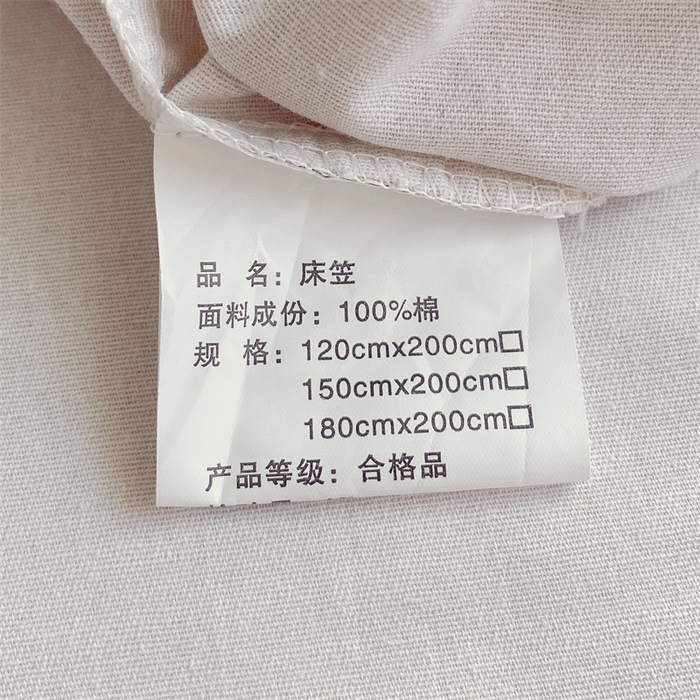 品 名：床笠
面料成份：100%棉
规 格：120cmx200cm□
150cmx200cm□
180cmx200cm□
产品等级：合格品